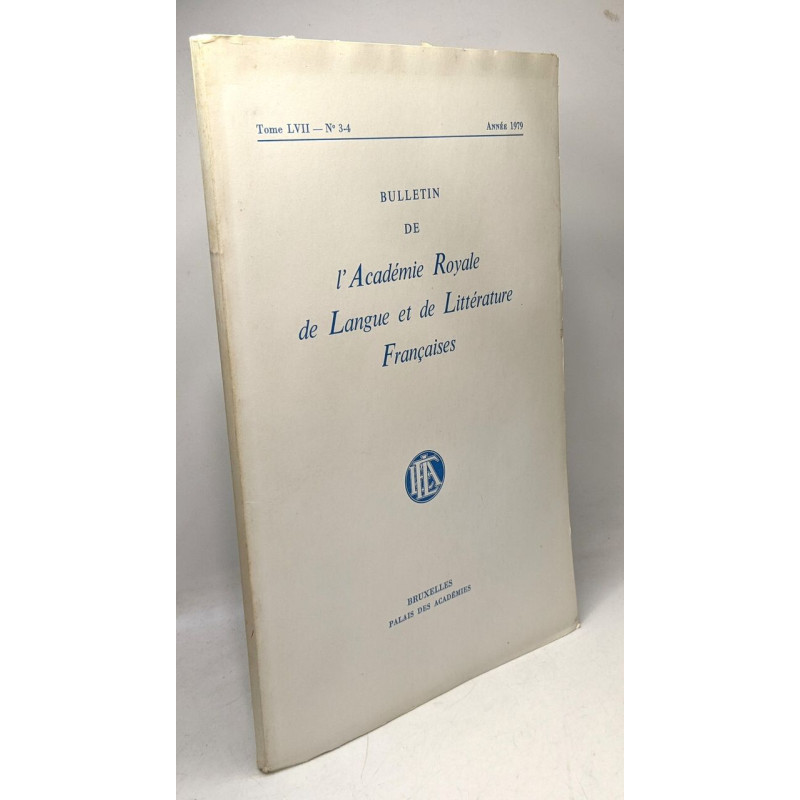 Tome LVII — Nº 3-4 Année 1979
BULLETIN
DE
l'Académie Royale
de Langue et de Littérature
Françaises
BRUXELLES
PALAIS DES ACADÉMIES